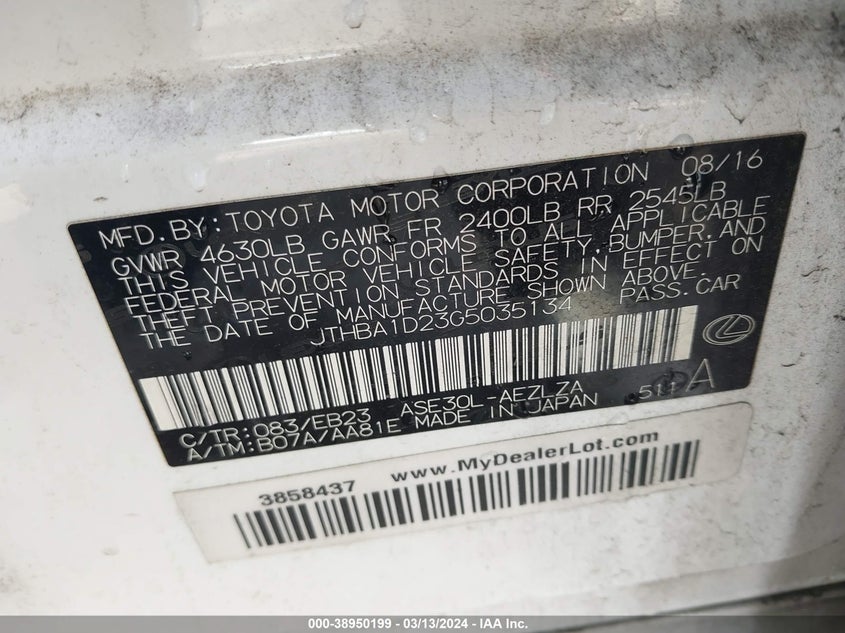 MFD.BY:TOYOTA MOTOR CORPORATION 08/16
GVWR 4630LB GAWR FR 2400LB RR 2545LB
THIS VEHICLE CONFORMS TO ALL APPLICABLE
FEDERAL MOTOR VEHICLE SAFETY,BUMPER,AND
THEFT PREVENTION STANDARDS IN EFFECT ON
THE DATE OF MANUFACTURE SHOWN ABOVE.
JTHBA1D23G5035134 PASS.CAR
C/TR:083/EB23 ASE30L-AEZLZA
A/TM:B07A/AA81E MADE IN JAPAN 511 A
www.MyDealerLot.com
3858437
000-38950199 - 03/13/2024 - IAA Inc.